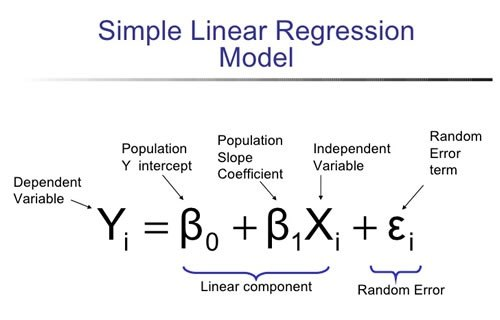 Simple Linear Regression
Model
Population
Y intercept
Population
Slope
Coefficient
Independent
Variable
Random
Error
term
Dependent
Variable
Yᵢ = β₀ + β₁Xᵢ + εᵢ
Linear component
Random Error